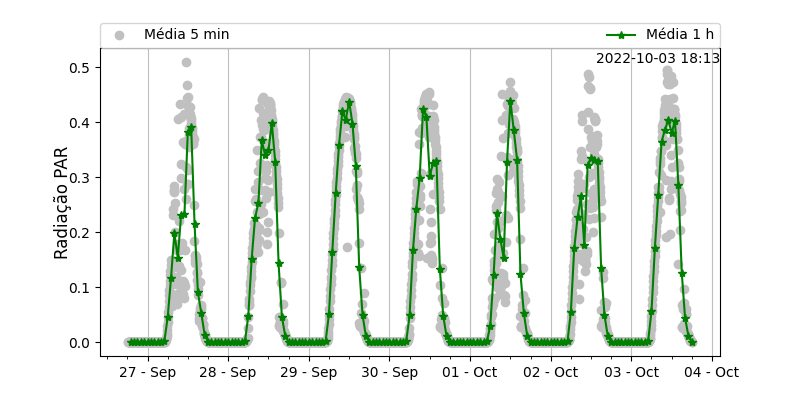 Média 5 min
Média 1 h
2022-10-03 18:13
Radiação PAR
0.5
0.4
0.3
0.2
0.1
0.0
27 - Sep
28 - Sep
29 - Sep
30 - Sep
01 - Oct
02 - Oct
03 - Oct
04 - Oct